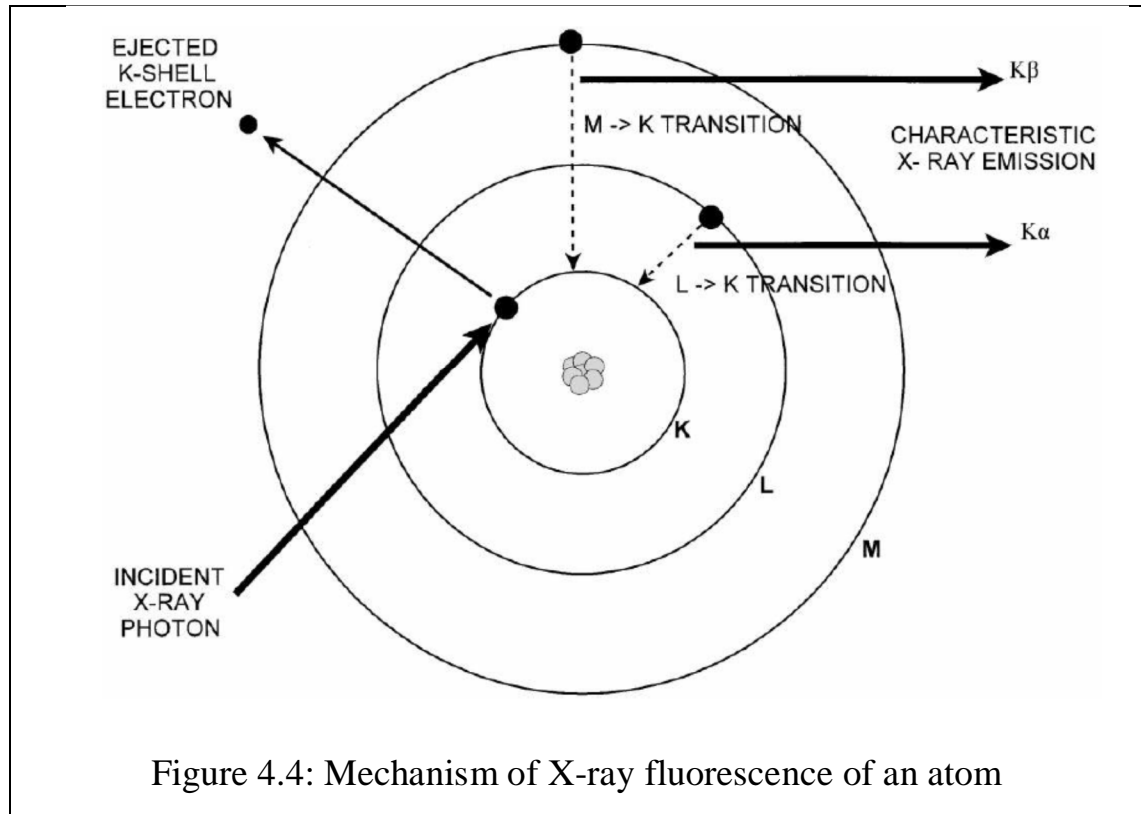 EJECTED
K-SHELL
ELECTRON
Kβ
M -> K TRANSITION
CHARACTERISTIC
X- RAY EMISSION
Kα
L -> K TRANSITION
K
L
M
INCIDENT
X-RAY
PHOTON
Figure 4.4: Mechanism of X-ray fluorescence of an atom